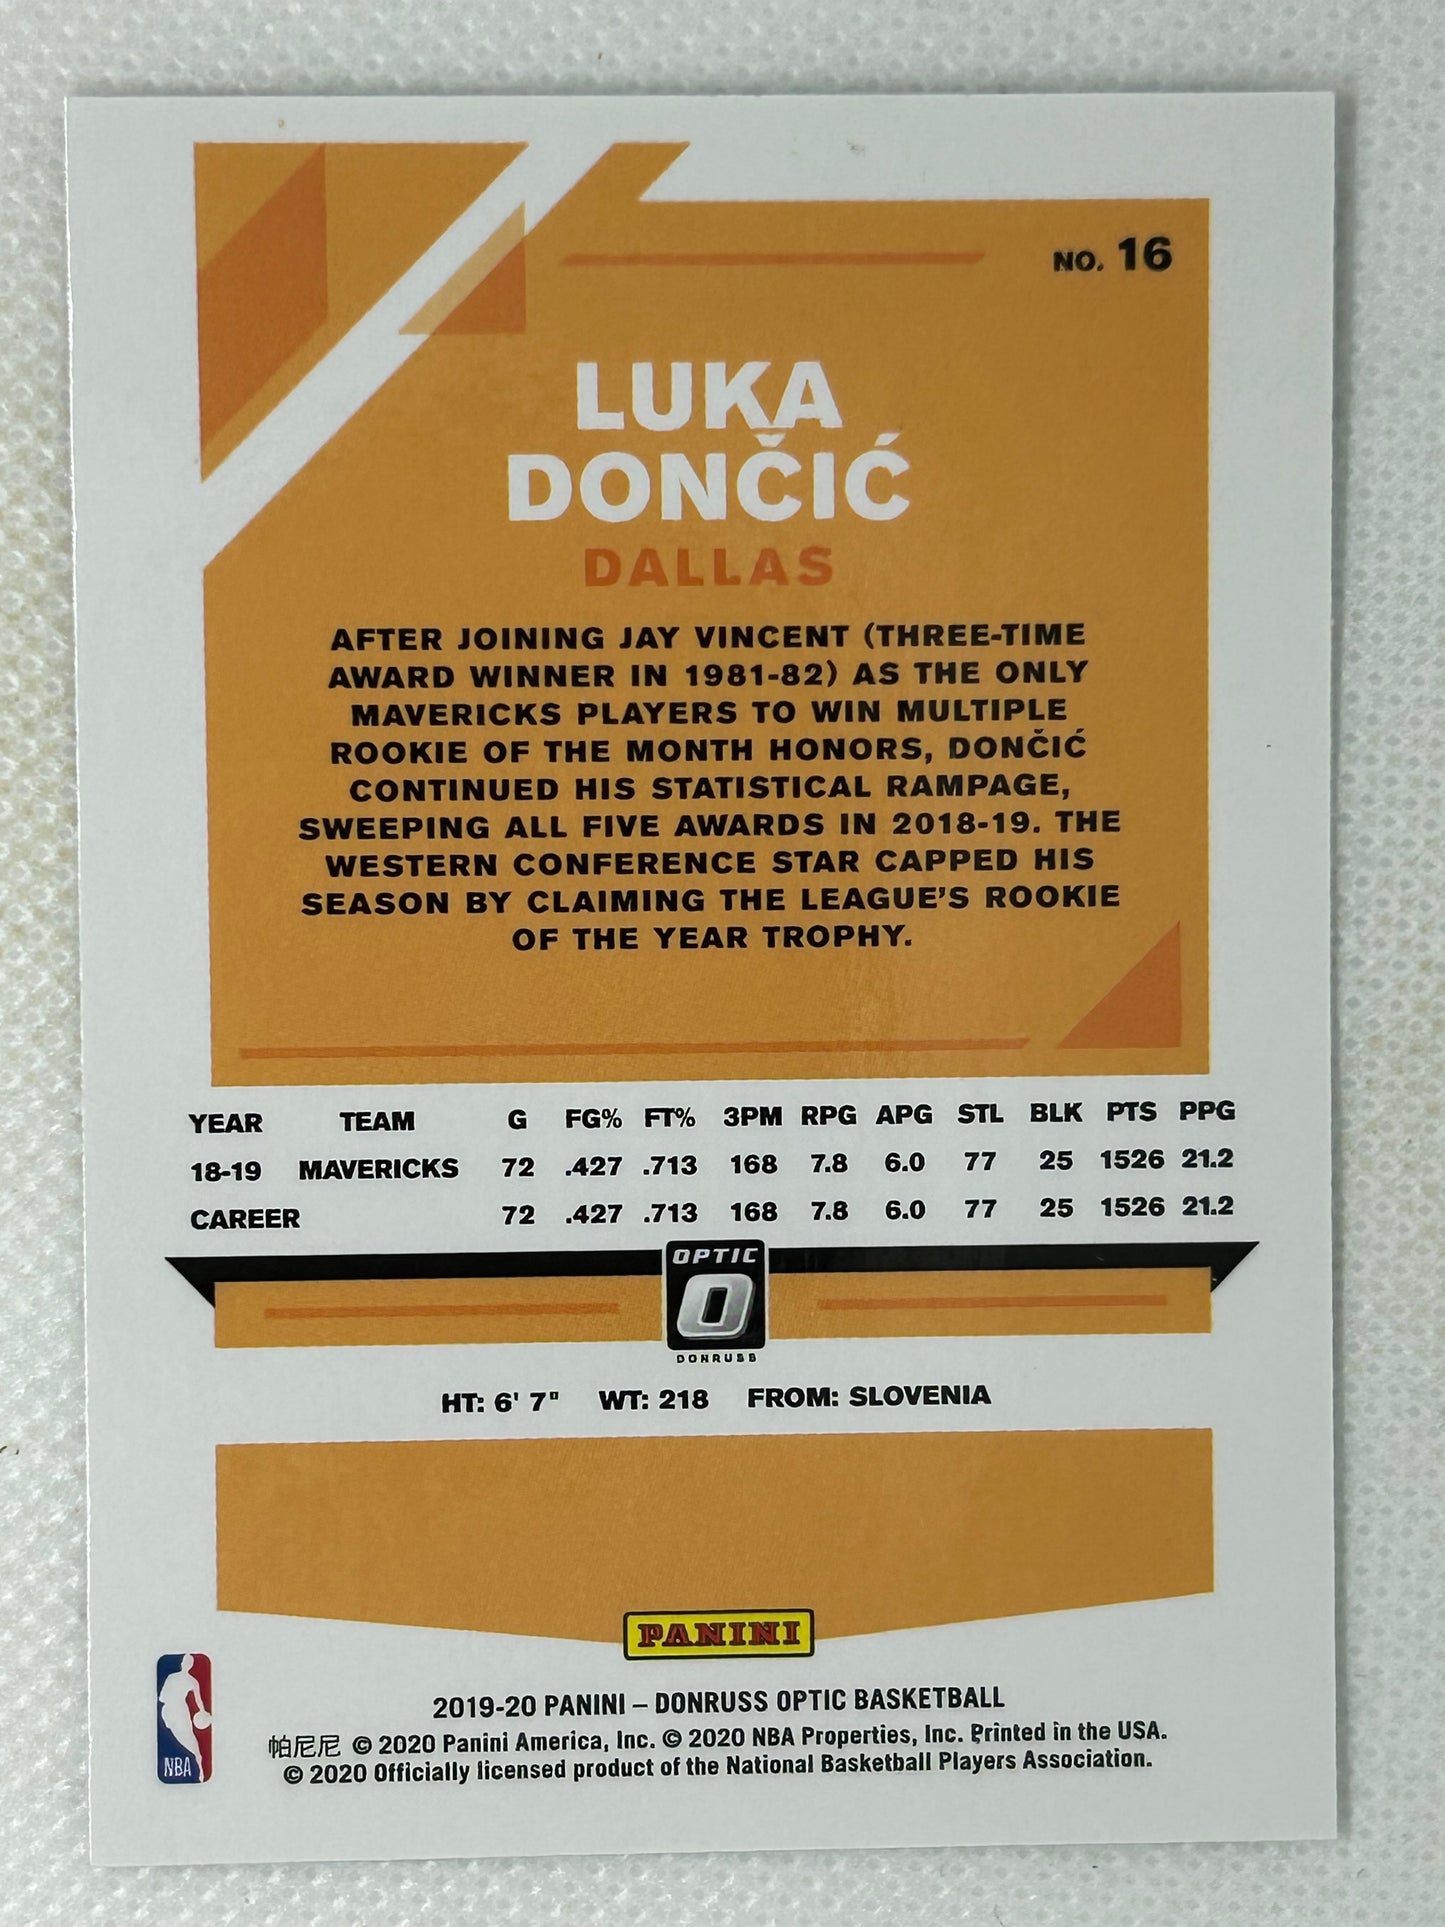 NO. 16
LUKA
DONČIĆ
DALLAS
AFTER JOINING JAY VINCENT (THREE-TIME
AWARD WINNER IN 1981-82) AS THE ONLY
MAVERICKS PLAYERS TO WIN MULTIPLE
ROOKIE OF THE MONTH HONORS, DONČIĆ
CONTINUED HIS STATISTICAL RAMPAGE,
SWEEPING ALL FIVE AWARDS IN 2018-19. THE
WESTERN CONFERENCE STAR CAPPED HIS
SEASON BY CLAIMING THE LEAGUE'S ROOKIE
OF THE YEAR TROPHY.
YEAR TEAM G FG% FT% 3PM RPG APG STL BLK PTS PPG
18-19 MAVERICKS 72 .427 .713 168 7.8 6.0 77 25 1526 21.2
CAREER 72 .427 .713 168 7.8 6.0 77 25 1526 21.2
OPTIC
O
DONRUSS
HT: 6' 7" WT: 218 FROM: SLOVENIA
PANINI
NBA
2019-20 PANINI – DONRUSS OPTIC BASKETBALL
帕尼尼 © 2020 Panini America, Inc. © 2020 NBA Properties, Inc. Printed in the USA.
© 2020 Officially licensed product of the National Basketball Players Association.